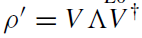 ρ′ = V Λ V†